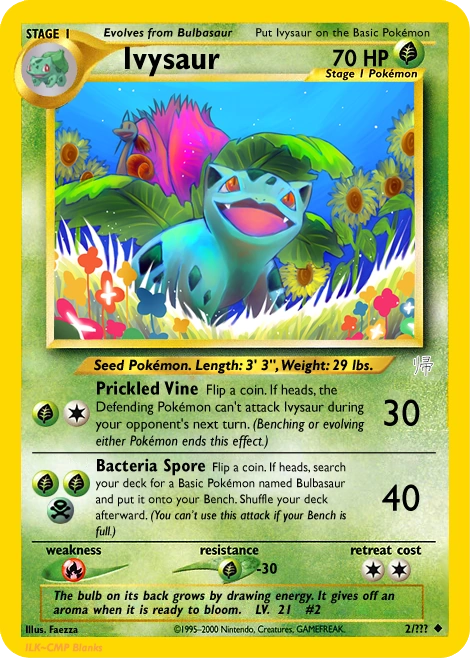 STAGE 1
Evolves from Bulbasaur
Put Ivysaur on the Basic Pokémon
Ivysaur
70 HP
Stage 1 Pokémon
Seed Pokémon. Length: 3' 3", Weight: 29 lbs.
帰
Prickled Vine Flip a coin. If heads, the
Defending Pokémon can't attack Ivysaur during
your opponent's next turn. (Benching or evolving
either Pokémon ends this effect.)
30
Bacteria Spore Flip a coin. If heads, search
your deck for a Basic Pokémon named Bulbasaur
and put it onto your Bench. Shuffle your deck
afterward. (You can't use this attack if your Bench is
full.)
40
weakness
resistance
retreat cost
-30
The bulb on its back grows by drawing energy. It gives off an
aroma when it is ready to bloom. LV. 21 #2
Illus. Faezza
©1995-2000 Nintendo, Creatures, GAMEFREAK.
2/???
ILK~CMP Blanks